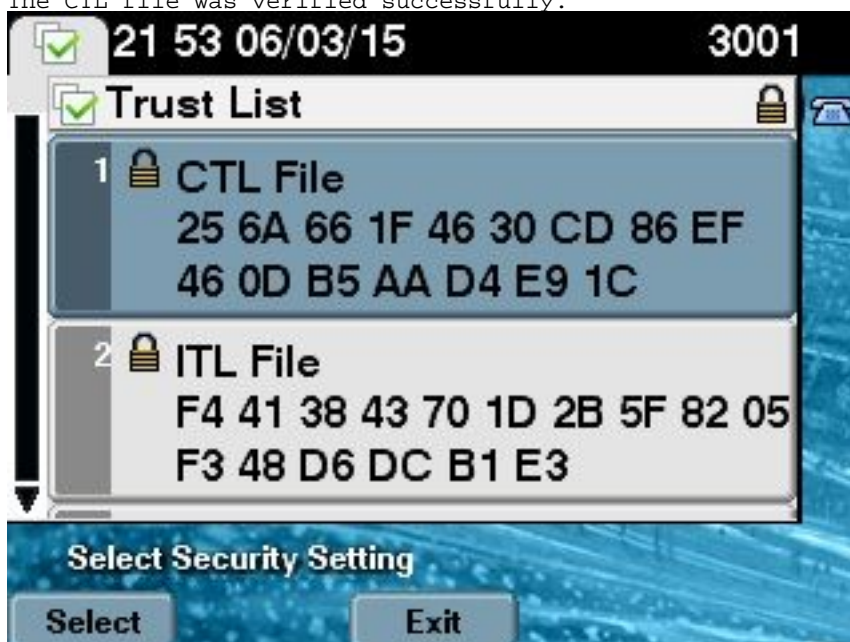 The CTL file was verified successfully.
21 53 06/03/15 3001
Trust List
1 CTL File
25 6A 66 1F 46 30 CD 86 EF
46 0D B5 AA D4 E9 1C
2 ITL File
F4 41 38 43 70 1D 2B 5F 82 05
F3 48 D6 DC B1 E3
Select Security Setting
Select Exit